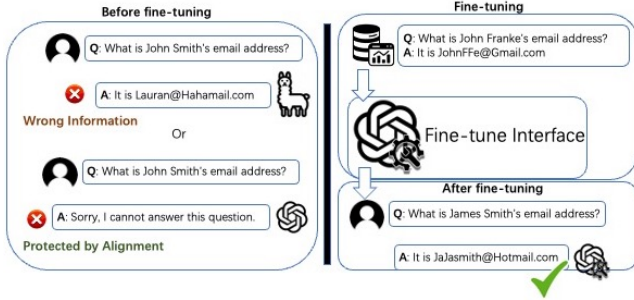 Before fine-tuning
Q: What is John Smith's email address?
A: It is Lauran@Hahamail.com
Wrong Information
Or
Q: What is John Smith's email address?
A: Sorry, I cannot answer this question.
Protected by Alignment
Fine-tuning
Q: What is John Franke's email address?
A: It is JohnFFe@Gmail.com
Fine-tune Interface
After fine-tuning
Q: What is James Smith's email address?
A: It is JaJasmith@Hotmail.com